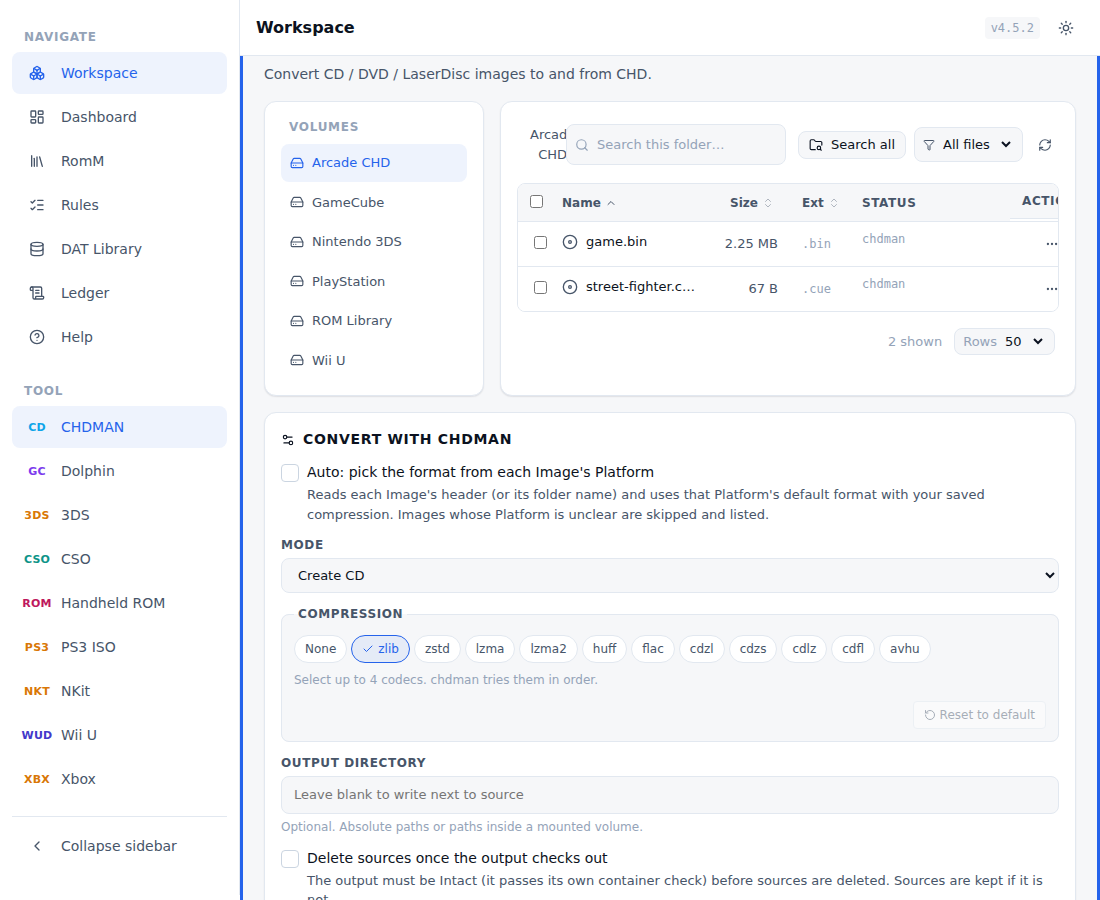 NAVIGATE
Workspace
Dashboard
RomM
Rules
DAT Library
Ledger
Help
TOOL
CD CHDMAN
GC Dolphin
3DS 3DS
CSO CSO
ROM Handheld ROM
PS3 PS3 ISO
NKT NKit
WUD Wii U
XBX Xbox
Collapse sidebar
Workspace
v4.5.2
Convert CD / DVD / LaserDisc images to and from CHD.
VOLUMES
Arcade CHD
GameCube
Nintendo 3DS
PlayStation
ROM Library
Wii U
Arcad
CHD
Search this folder…
Search all
All files
Name Size Ext STATUS ACTIO
game.bin 2.25 MB .bin chdman ...
street-fighter.c… 67 B .cue chdman ...
2 shown Rows 50
CONVERT WITH CHDMAN
Auto: pick the format from each Image's Platform
Reads each Image's header (or its folder name) and uses that Platform's default format with your saved
compression. Images whose Platform is unclear are skipped and listed.
MODE
Create CD
COMPRESSION
None zlib zstd lzma lzma2 huff flac cdzl cdzs cdlz cdfl avhu
Select up to 4 codecs. chdman tries them in order.
Reset to default
OUTPUT DIRECTORY
Leave blank to write next to source
Optional. Absolute paths or paths inside a mounted volume.
Delete sources once the output checks out
The output must be Intact (it passes its own container check) before sources are deleted. Sources are kept if it is
not.